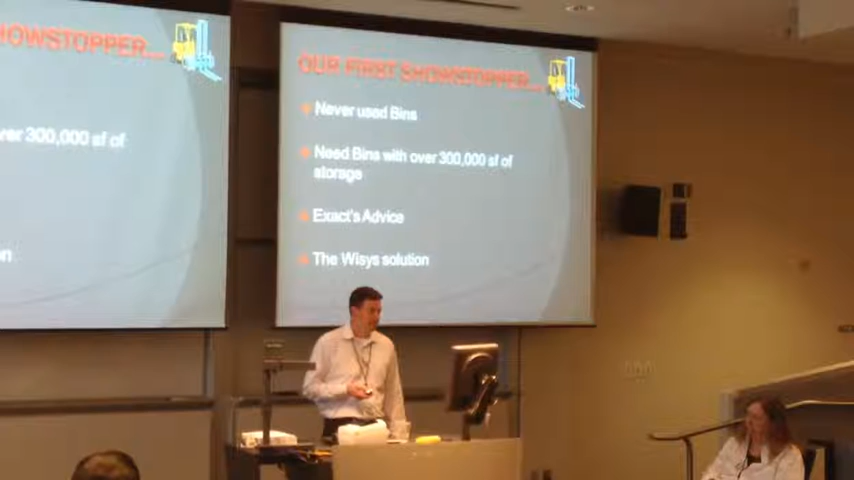 HOWSTOPPER...
ver 300,000 sf of
n
OUR FIRST SHOWSTOPPER...
Never used Bins
Need Bins with over 300,000 sf of
storage
Exact's Advice
The Wisys solution